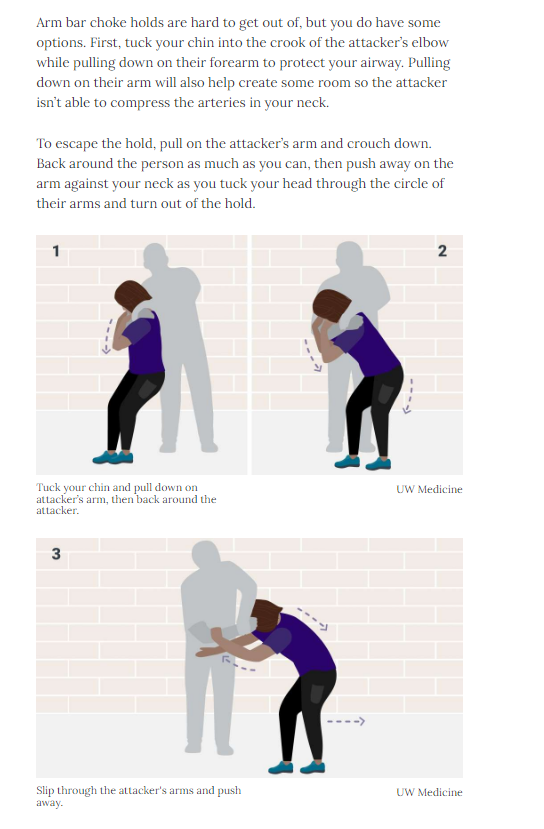 Arm bar choke holds are hard to get out of, but you do have some
options. First, tuck your chin into the crook of the attacker’s elbow
while pulling down on their forearm to protect your airway. Pulling
down on their arm will also help create some room so the attacker
isn’t able to compress the arteries in your neck.
To escape the hold, pull on the attacker’s arm and crouch down.
Back around the person as much as you can, then push away on the
arm against your neck as you tuck your head through the circle of
their arms and turn out of the hold.
1
2
Tuck your chin and pull down on
attacker’s arm, then back around the
attacker.
UW Medicine
3
Slip through the attacker's arms and push
away.
UW Medicine